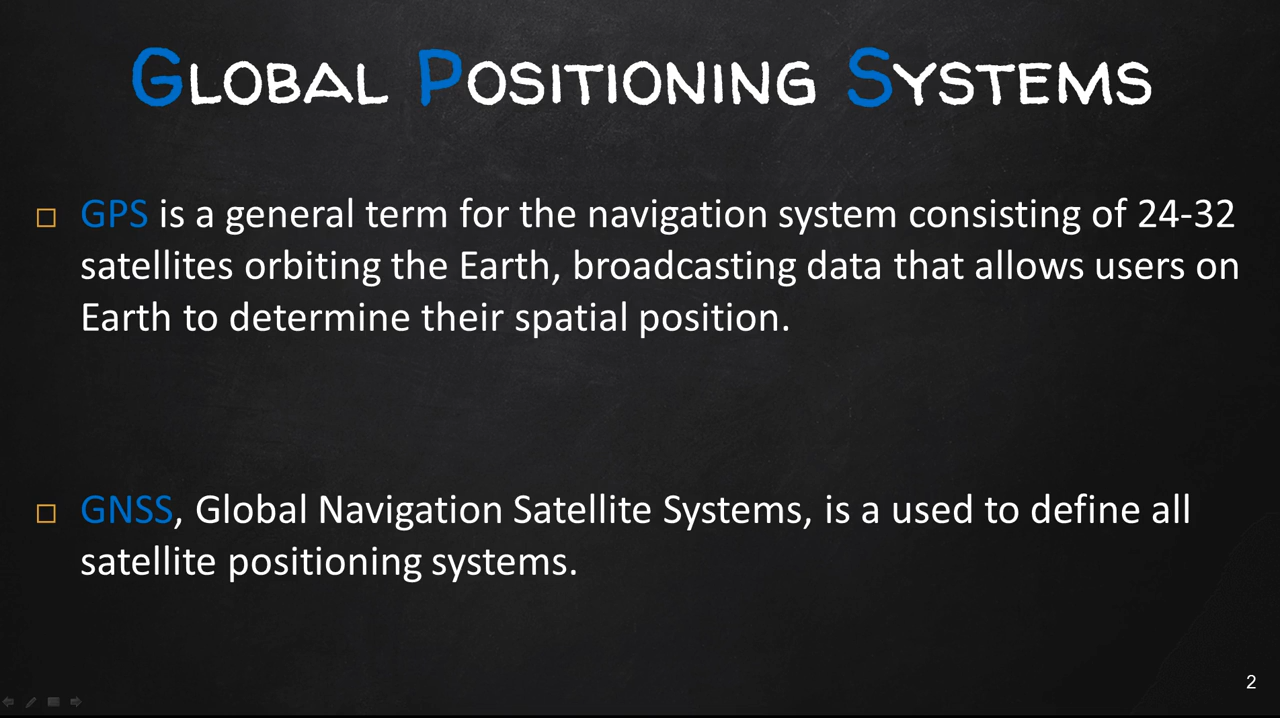 Global Positioning Systems
□ GPS is a general term for the navigation system consisting of 24-32
satellites orbiting the Earth, broadcasting data that allows users on
Earth to determine their spatial position.
□ GNSS, Global Navigation Satellite Systems, is a used to define all
satellite positioning systems.
2